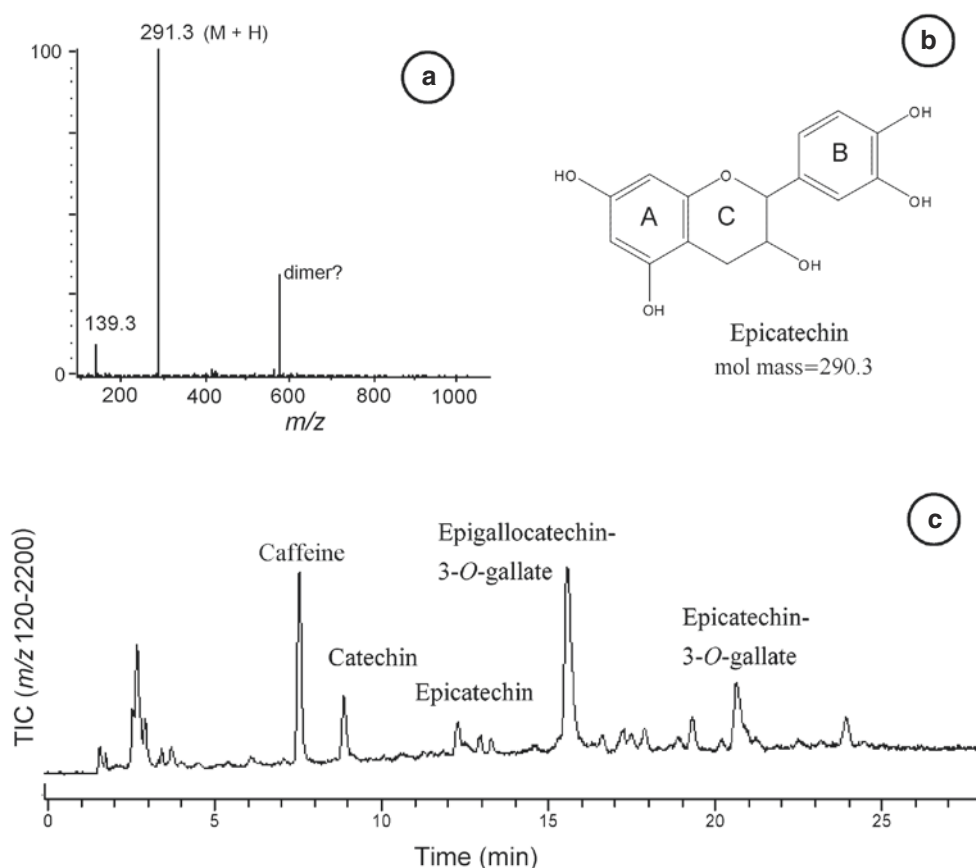 291.3 (M + H)
a
100
dimer?
139.3
0
200
400
600
800
1000
m/z
b
OH
B
HO
O
OH
A
C
OH
OH
Epicatechin
mol mass=290.3
c
Epigallocatechin-
3-O-gallate
Caffeine
Epicatechin-
3-O-gallate
Catechin
Epicatechin
TIC (m/z 120-2200)
0
5
10
15
20
25
Time (min)